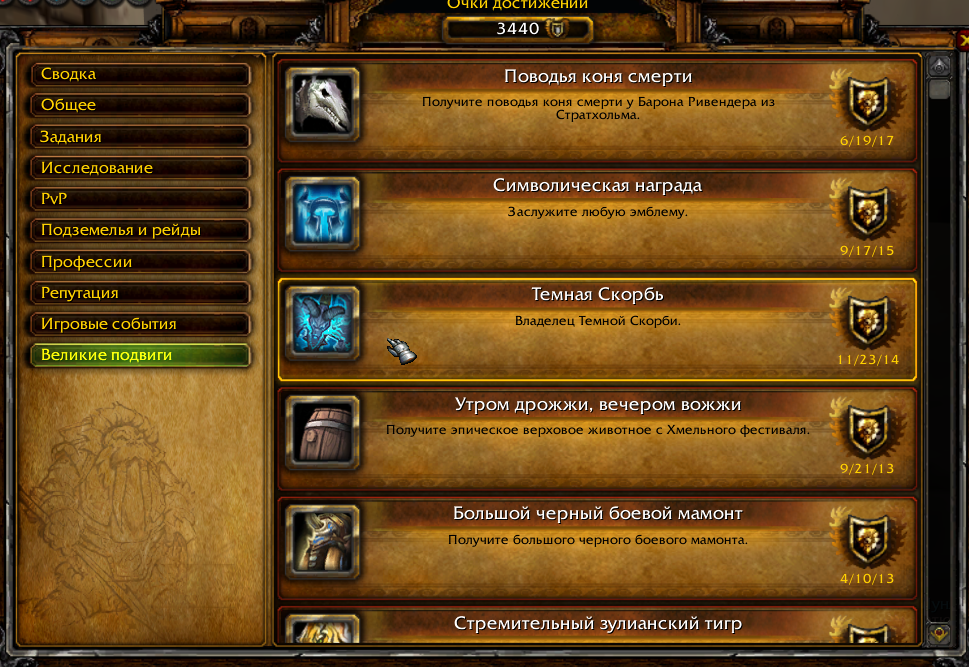 Очки достижений
3440
Сводка
Общее
Задания
Исследование
PvP
Подземелья и рейды
Профессии
Репутация
Игровые события
Великие подвиги
Поводья коня смерти
Получите поводья коня смерти у Барона Ривендера из
Стратхольма.
6/19/17
Символическая награда
Заслужите любую эмблему.
9/17/15
Темная Скорбь
Владелец Темной Скорби.
11/23/14
Утром дрожжи, вечером вожжи
Получите эпическое верховое животное с Хмельного фестиваля.
9/21/13
Большой черный боевой мамонт
Получите большого черного боевого мамонта.
4/10/13
Стремительный зулианский тигр